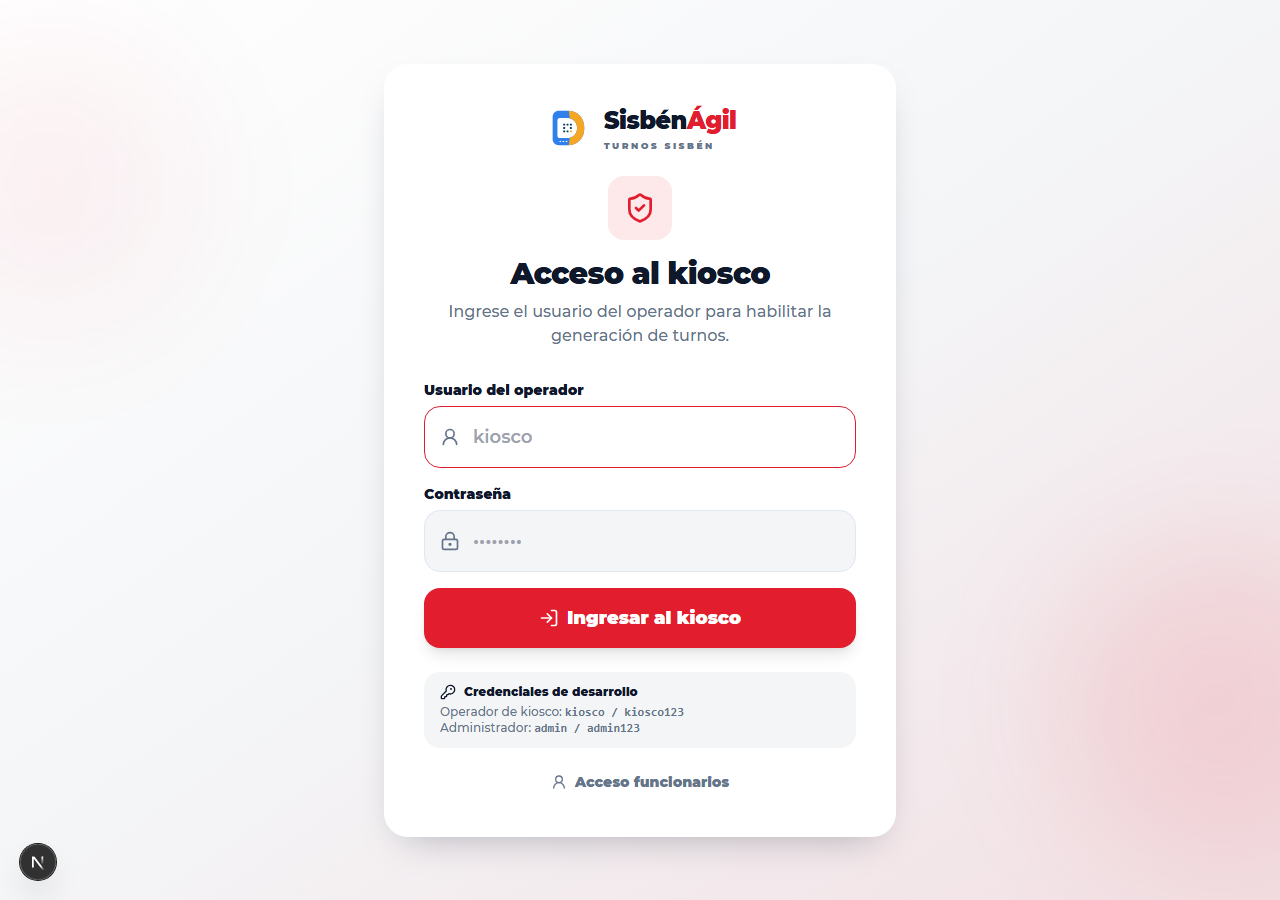 SisbénÁgil
TURNOS SISBÉN
Acceso al kiosco
Ingrese el usuario del operador para habilitar la
generación de turnos.
Usuario del operador
kiosco
Contraseña
••••••••
Ingresar al kiosco
Credenciales de desarrollo
Operador de kiosco: kiosco / kiosco123
Administrador: admin / admin123
Acceso funcionarios
N